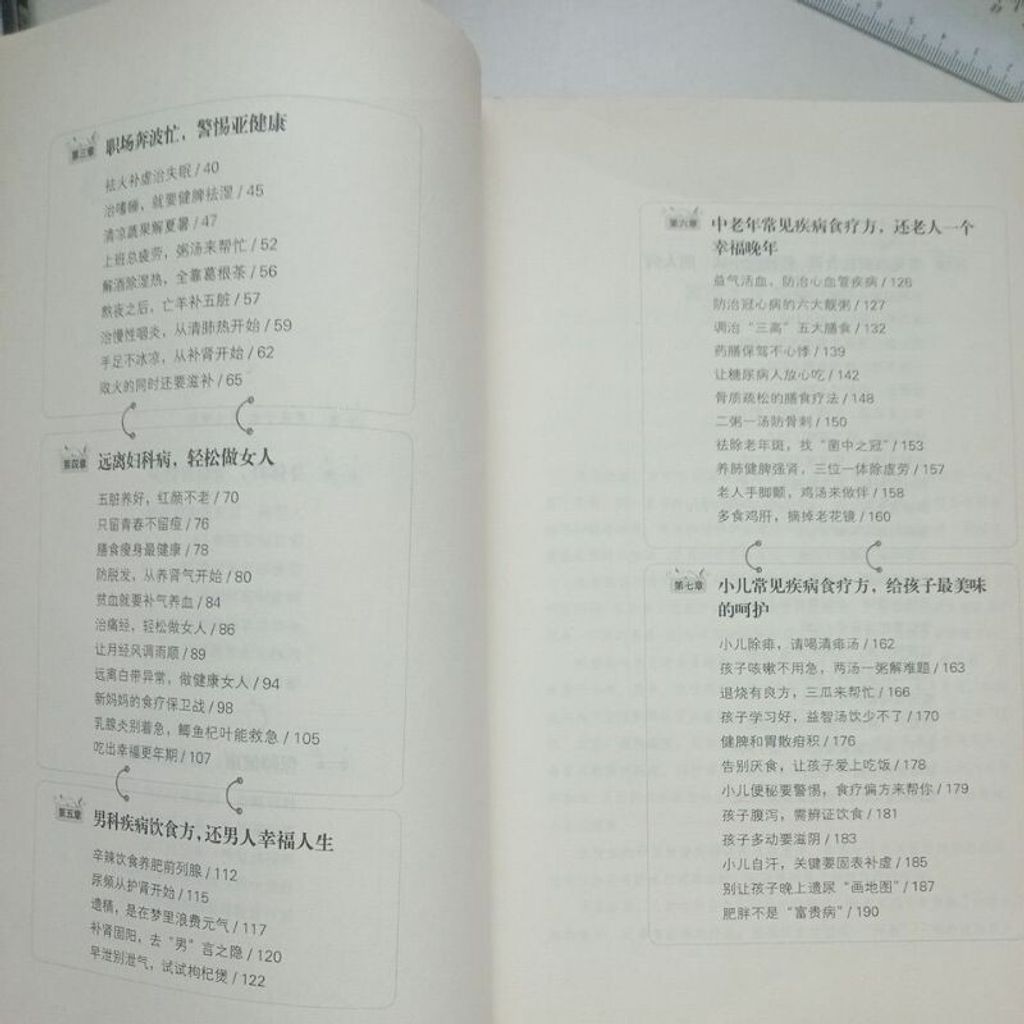 第三章 职场奔波忙，警惕亚健康
祛火补虚治失眠 / 40
治嗜睡，就要健脾祛湿 / 45
清凉蔬果解夏暑 / 47
上班总疲劳，粥汤来帮忙 / 52
解酒除湿热，全靠葛根茶 / 56
熬夜之后，亡羊补五脏 / 57
治慢性咽炎，从清肺热开始 / 59
手足不冰凉，从补肾开始 / 62
败火的同时还要滋补 / 65
第四章 远离妇科病，轻松做女人
五脏养好，红颜不老 / 70
只留青春不留痘 / 76
膳食瘦身最健康 / 78
防脱发，从养肾气开始 / 80
贫血就要补气养血 / 84
治痛经，轻松做女人 / 86
让月经风调雨顺 / 89
远离白带异常，做健康女人 / 94
新妈妈的食疗保卫战 / 98
乳腺炎别着急，鲫鱼杞叶能救急 / 105
吃出幸福更年期 / 107
第五章 男科疾病饮食方，还男人幸福人生
辛辣饮食养肥前列腺 / 112
尿频从护肾开始 / 115
遗精，是在梦里浪费元气 / 117
补肾固阳，去“男”言之隐 / 120
早泄别泄气，试试枸杞煲 / 122
第六章 中老年常见疾病食疗方，还老人一个
幸福晚年
益气活血，防治心血管疾病 / 126
防治冠心病的六大靓粥 / 127
调治“三高”五大膳食 / 132
药膳保驾不心悸 / 139
让糖尿病人放心吃 / 142
骨质疏松的膳食疗法 / 148
二粥一汤防骨刺 / 150
祛除老年斑，找“菌中之冠” / 153
养肺健脾强肾，三位一体除虚劳 / 157
老人手脚颤，鸡汤来做伴 / 158
多食鸡肝，摘掉老花镜 / 160
第七章 小儿常见疾病食疗方，给孩子最美味
的呵护
小儿除痱，请喝清痱汤 / 162
孩子咳嗽不用急，两汤一粥解难题 / 163
退烧有良方，三瓜来帮忙 / 166
孩子学习好，益智汤饮少不了 / 170
健脾和胃散疳积 / 176
告别厌食，让孩子爱上吃饭 / 178
小儿便秘要警惕，食疗偏方来帮你 / 179
孩子腹泻，需辨证饮食 / 181
孩子多动要滋阴 / 183
小儿自汗，关键要固表补虚 / 185
别让孩子晚上遗尿“画地图” / 187
肥胖不是“富贵病” / 190